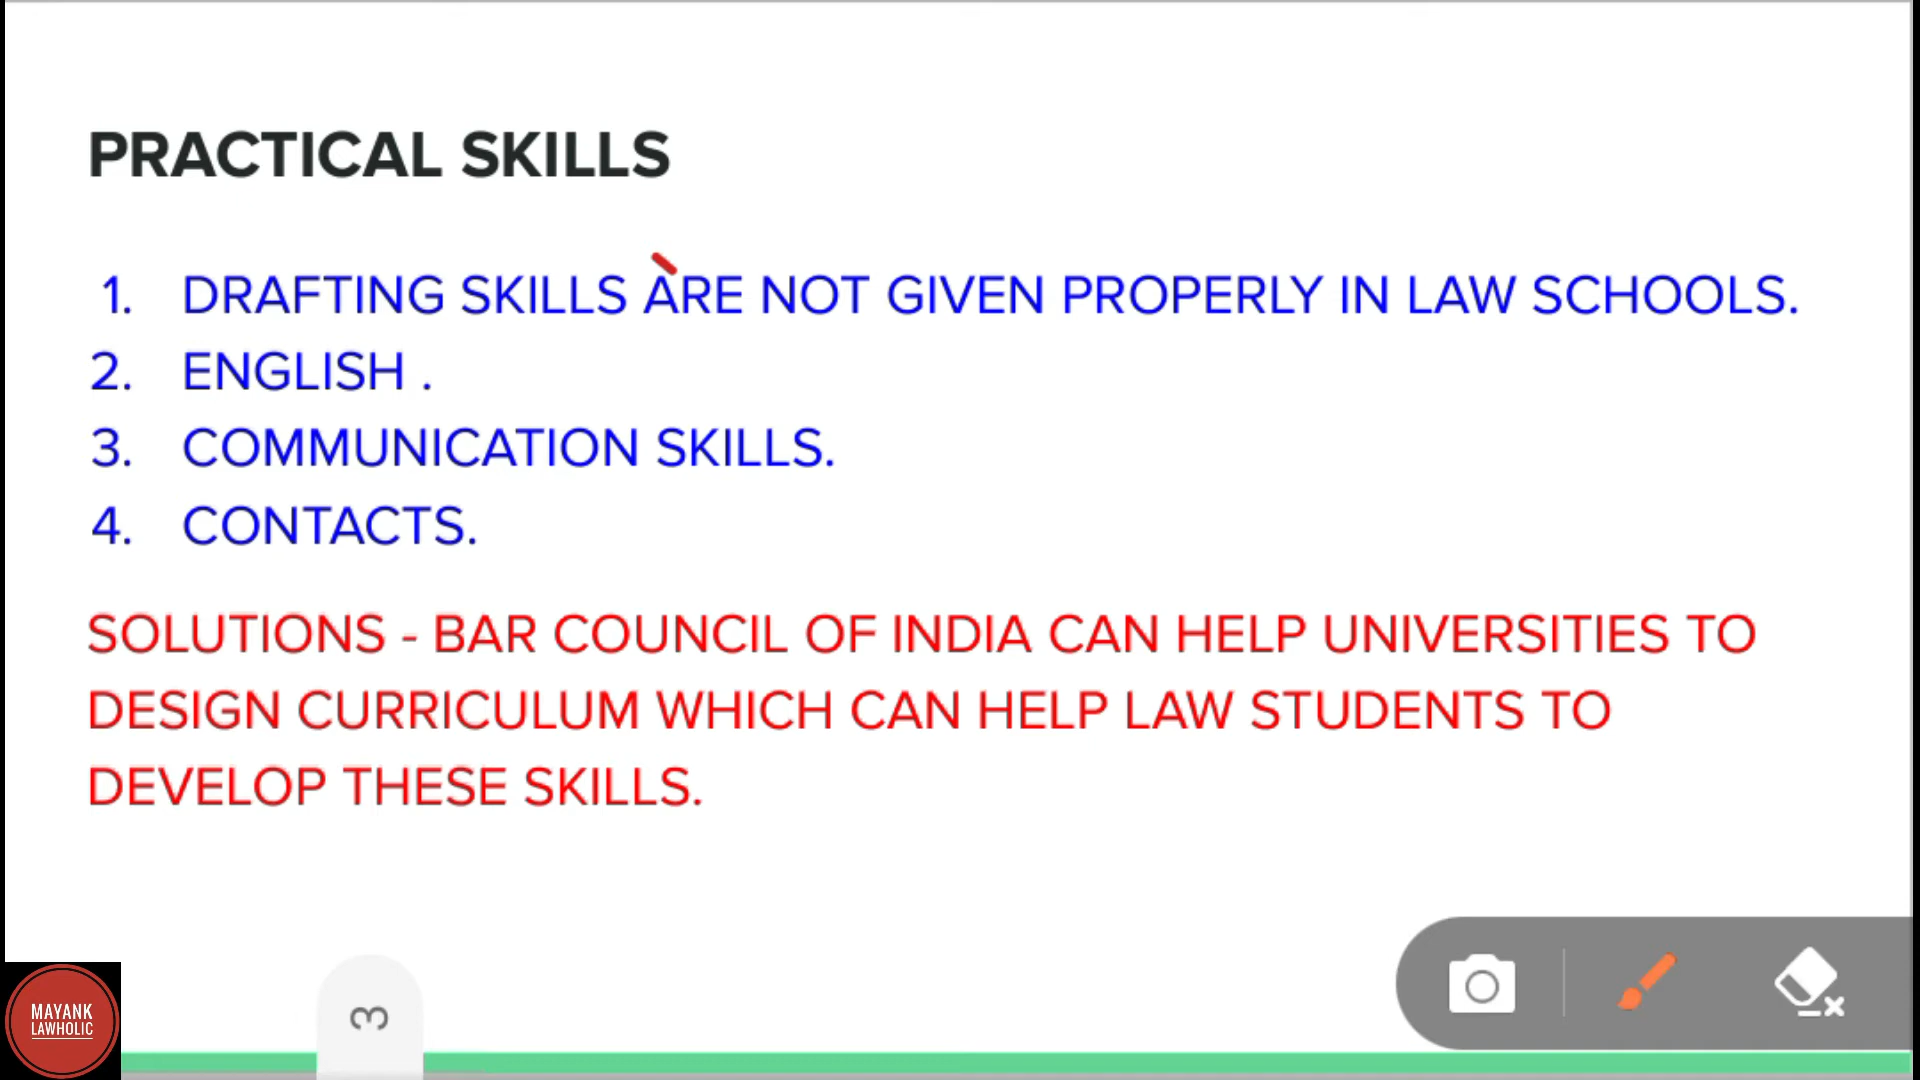 PRACTICAL SKILLS
1. DRAFTING SKILLS ARE NOT GIVEN PROPERLY IN LAW SCHOOLS.
2. ENGLISH .
3. COMMUNICATION SKILLS.
4. CONTACTS.
SOLUTIONS - BAR COUNCIL OF INDIA CAN HELP UNIVERSITIES TO
DESIGN CURRICULUM WHICH CAN HELP LAW STUDENTS TO
DEVELOP THESE SKILLS.
MAYANK
LAWHOLIC
3